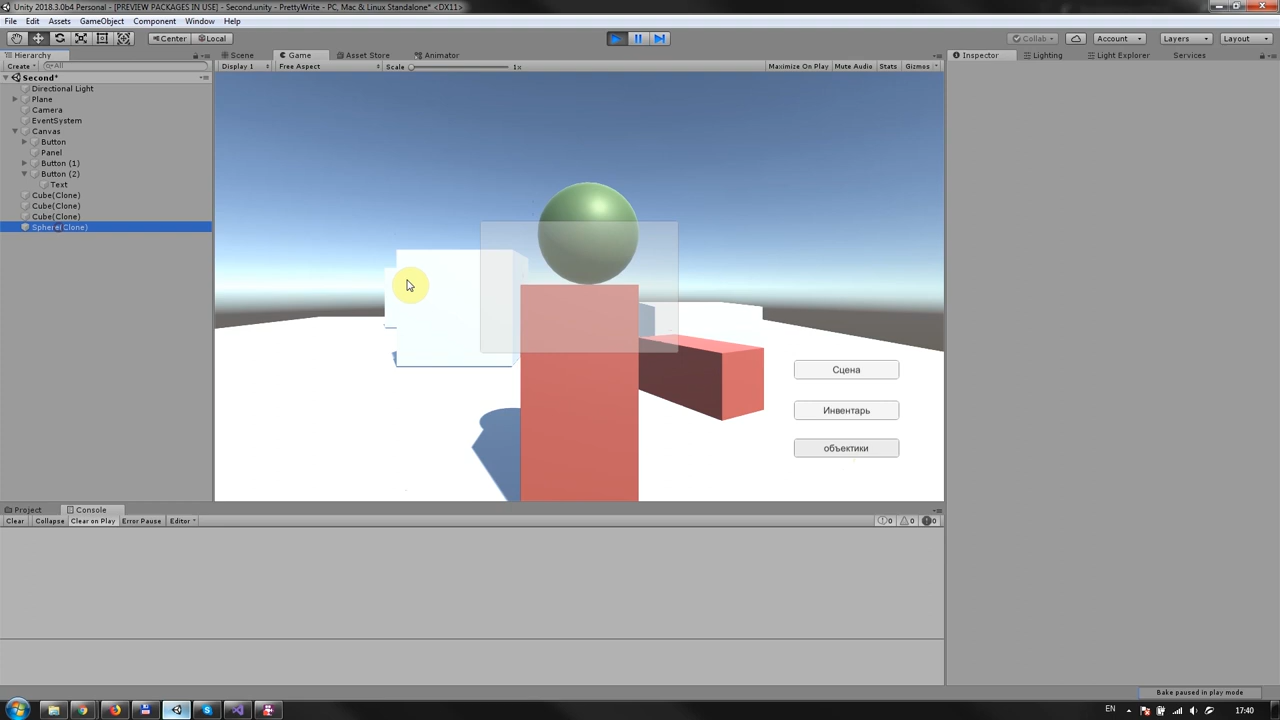 Unity 2018.3.0b4 Personal - [PREVIEW PACKAGES IN USE] - Second.unity - PrettyWrite - PC, Mac & Linux Standalone* <DX11>
File Edit Assets GameObject Component Window Help
Center Local Collab Account Layers Layout
Hierarchy Scene Game Asset Store Animator Inspector Lighting Light Explorer Services
Create All Display 1 Free Aspect Scale 1x Maximize On Play Mute Audio Stats Gizmos
Second*
Directional Light
Plane
Camera
EventSystem
Canvas
Button
Panel
Button (1)
Button (2)
Text
Cube(Clone)
Cube(Clone)
Cube(Clone)
Sphere(Clone)
Сцена
Инвентарь
объектики
Project Console
Clear Collapse Clear on Play Error Pause Editor 0 0 0
Bake paused in play mode
EN 17:40